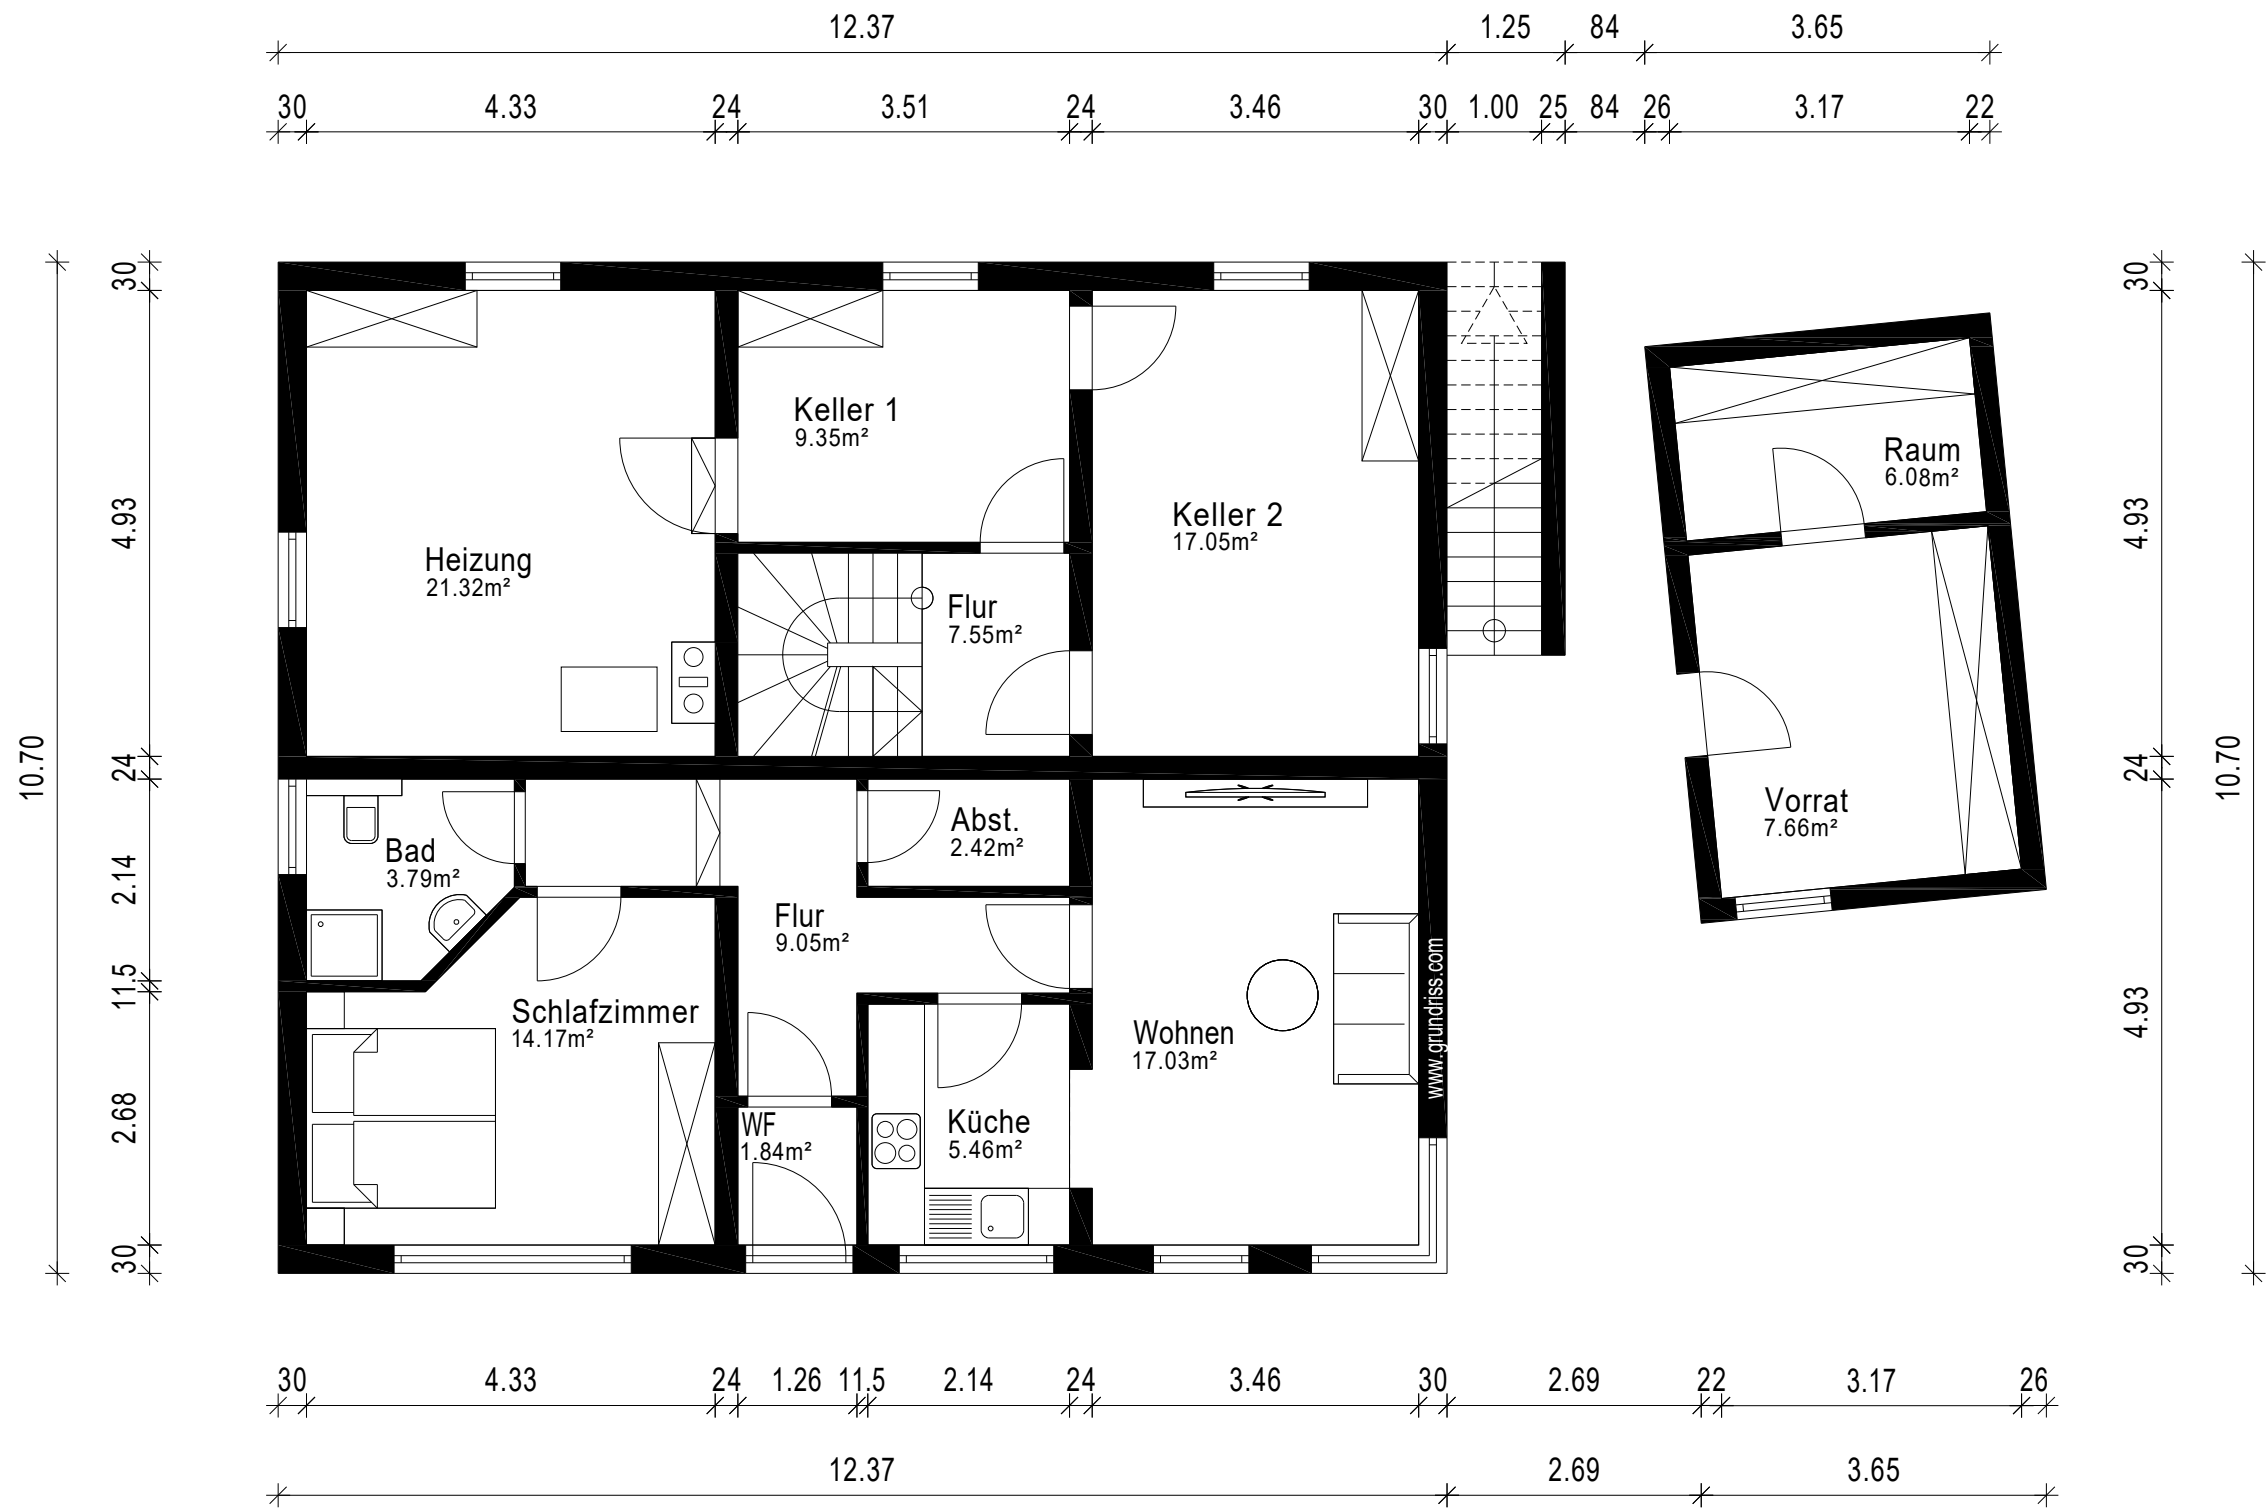 12.37 1.25 84 3.65
30 4.33 24 3.51 24 3.46 30 1.00 25 84 26 3.17 22
30
4.93
24
2.14
11.5
2.68
30
10.70
Heizung
21.32m²
Keller 1
9.35m²
Flur
7.55m²
Keller 2
17.05m²
Raum
6.08m²
Vorrat
7.66m²
Bad
3.79m²
Abst.
2.42m²
Flur
9.05m²
Schlafzimmer
14.17m²
WF
1.84m²
Küche
5.46m²
Wohnen
17.03m²
www.grundriss.com
30
4.93
24
4.93
30
10.70
30 4.33 24 1.26 11.5 2.14 24 3.46 30 2.69 22 3.17 26
12.37 2.69 3.65